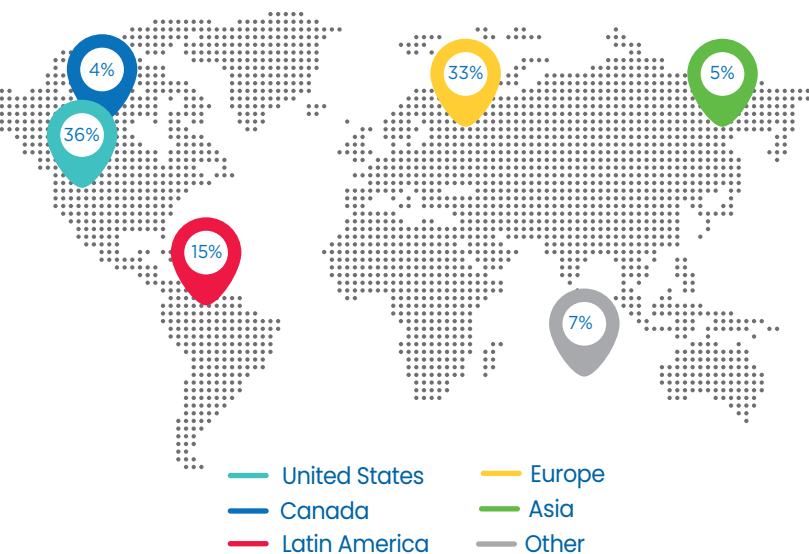 4%
33%
5%
36%
15%
7%
United States
Canada
Latin America
Europe
Asia
Other